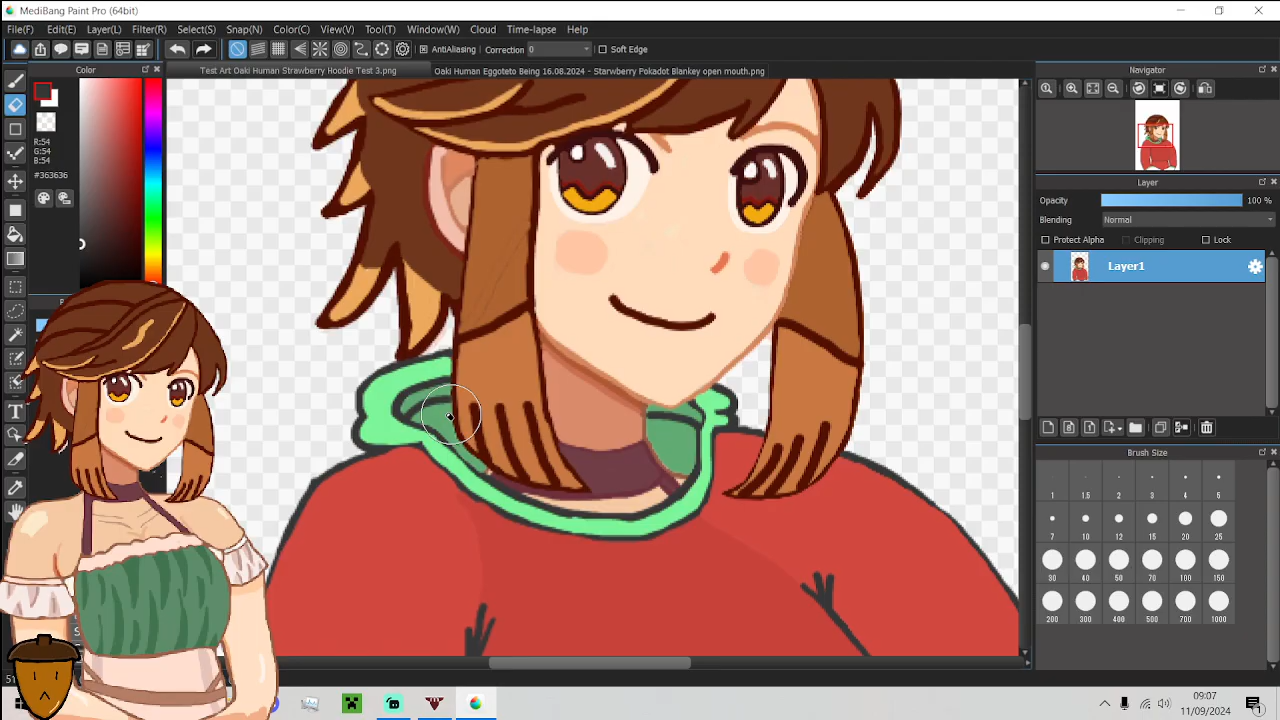 MediBang Paint Pro (64bit)
File(F) Edit(E) Layer(L) Filter(R) Select(S) Snap(N) Color(C) View(V) Tool(T) Window(W) Cloud Time-lapse Help
AntiAliasing Correction 0 Soft Edge
Color
Test Art Oaki Human Strawberry Hoodie Test 3.png
Oaki Human Eggoteto Being 16.08.2024 - Starwberry Pokadot Blankey open mouth.png
Navigator
R:54
G:54
B:54
#363636
Layer
Opacity 100 %
Blending Normal
Protect Alpha Clipping Lock
Layer1
Brush Size
1 1.5 2 3 4 5
7 10 12 15 20 25
30 40 50 70 100 150
200 300 400 500 700 1000
09:07
11/09/2024
1